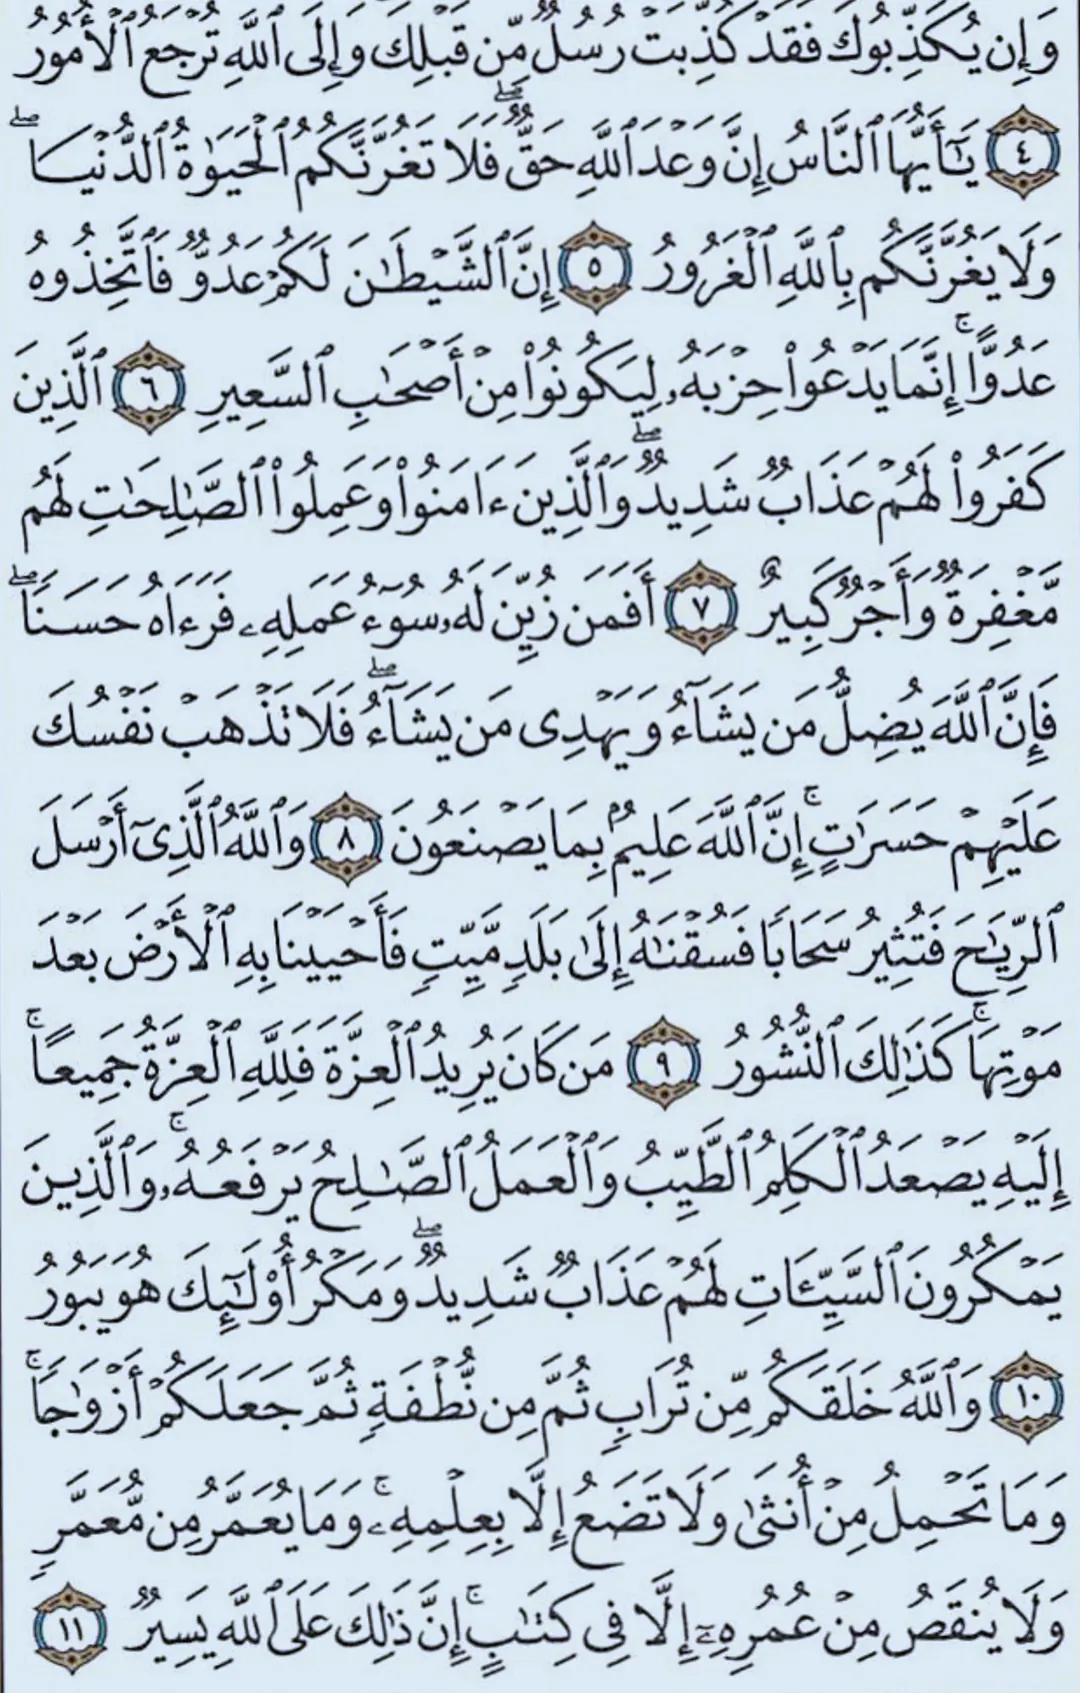 وَإِن يُكَذِّبُوكَ فَقَدۡ كُذِّبَتۡ رُسُلٞ مِّن قَبۡلِكَۚ وَإِلَى ٱللَّهِ تُرۡجَعُ ٱلۡأُمُورُ
٤ يَـٰٓأَيُّهَا ٱلنَّاسُ إِنَّ وَعۡدَ ٱللَّهِ حَقّٞۖ فَلَا تَغُرَّنَّكُمُ ٱلۡحَيَوٰةُ ٱلدُّنۡيَا ۖ
وَلَا يَغُرَّنَّكُم بِٱللَّهِ ٱلۡغَرُورُ ٥ إِنَّ ٱلشَّيۡطَـٰنَ لَكُمۡ عَدُوّٞ فَٱتَّخِذُوهُ
عَدُوًّاۚ إِنَّمَا يَدۡعُواْ حِزۡبَهُۥ لِيَكُونُواْ مِنۡ أَصۡحَـٰبِ ٱلسَّعِيرِ ٦ ٱلَّذِينَ
كَفَرُواْ لَهُمۡ عَذَابٞ شَدِيدٞۖ وَٱلَّذِينَ ءَامَنُواْ وَعَمِلُواْ ٱلصَّـٰلِحَـٰتِ لَهُم
مَّغۡفِرَةٞ وَأَجۡرٞ كَبِيرٌ ٧ أَفَمَن زُيِّنَ لَهُۥ سُوٓءُ عَمَلِهِۦ فَرَءَاهُ حَسَنٗاۖ
فَإِنَّ ٱللَّهَ يُضِلُّ مَن يَشَآءُ وَيَهۡدِى مَن يَشَآءُۖ فَلَا تَذۡهَبۡ نَفۡسُكَ
عَلَيۡهِمۡ حَسَرَٰتٍۚ إِنَّ ٱللَّهَ عَلِيمُۢ بِمَا يَصۡنَعُونَ ٨ وَٱللَّهُ ٱلَّذِىٓ أَرۡسَلَ
ٱلرِّيَـٰحَ فَتُثِيرُ سَحَابٗا فَسُقۡنَـٰهُ إِلَىٰ بَلَدٖ مَّيِّتٖ فَأَحۡيَيۡنَا بِهِ ٱلۡأَرۡضَ بَعۡدَ
مَوۡتِهَاۚ كَذَٰلِكَ ٱلنُّشُورُ ٩ مَن كَانَ يُرِيدُ ٱلۡعِزَّةَ فَلِلَّهِ ٱلۡعِزَّةُ جَمِيعًاۚ
إِلَيۡهِ يَصۡعَدُ ٱلۡكَلِمُ ٱلطَّيِّبُ وَٱلۡعَمَلُ ٱلصَّـٰلِحُ يَرۡفَعُهُۥۚ وَٱلَّذِينَ
يَمۡكُرُونَ ٱلسَّيِّـَٔاتِ لَهُمۡ عَذَابٞ شَدِيدٞۖ وَمَكۡرُ أُوْلَـٰٓئِكَ هُوَ يَبُورُ
١٠ وَٱللَّهُ خَلَقَكُم مِّن تُرَابٖ ثُمَّ مِن نُّطۡفَةٖ ثُمَّ جَعَلَكُمۡ أَزۡوَٰجٗاۚ
وَمَا تَحۡمِلُ مِنۡ أُنثَىٰ وَلَا تَضَعُ إِلَّا بِعِلۡمِهِۦۚ وَمَا يُعَمَّرُ مِن مُّعَمَّرٖ
وَلَا يُنقَصُ مِنۡ عُمُرِهِۦٓ إِلَّا فِى كِتَـٰبٍۚ إِنَّ ذَٰلِكَ عَلَى ٱللَّهِ يَسِيرٞ ١١